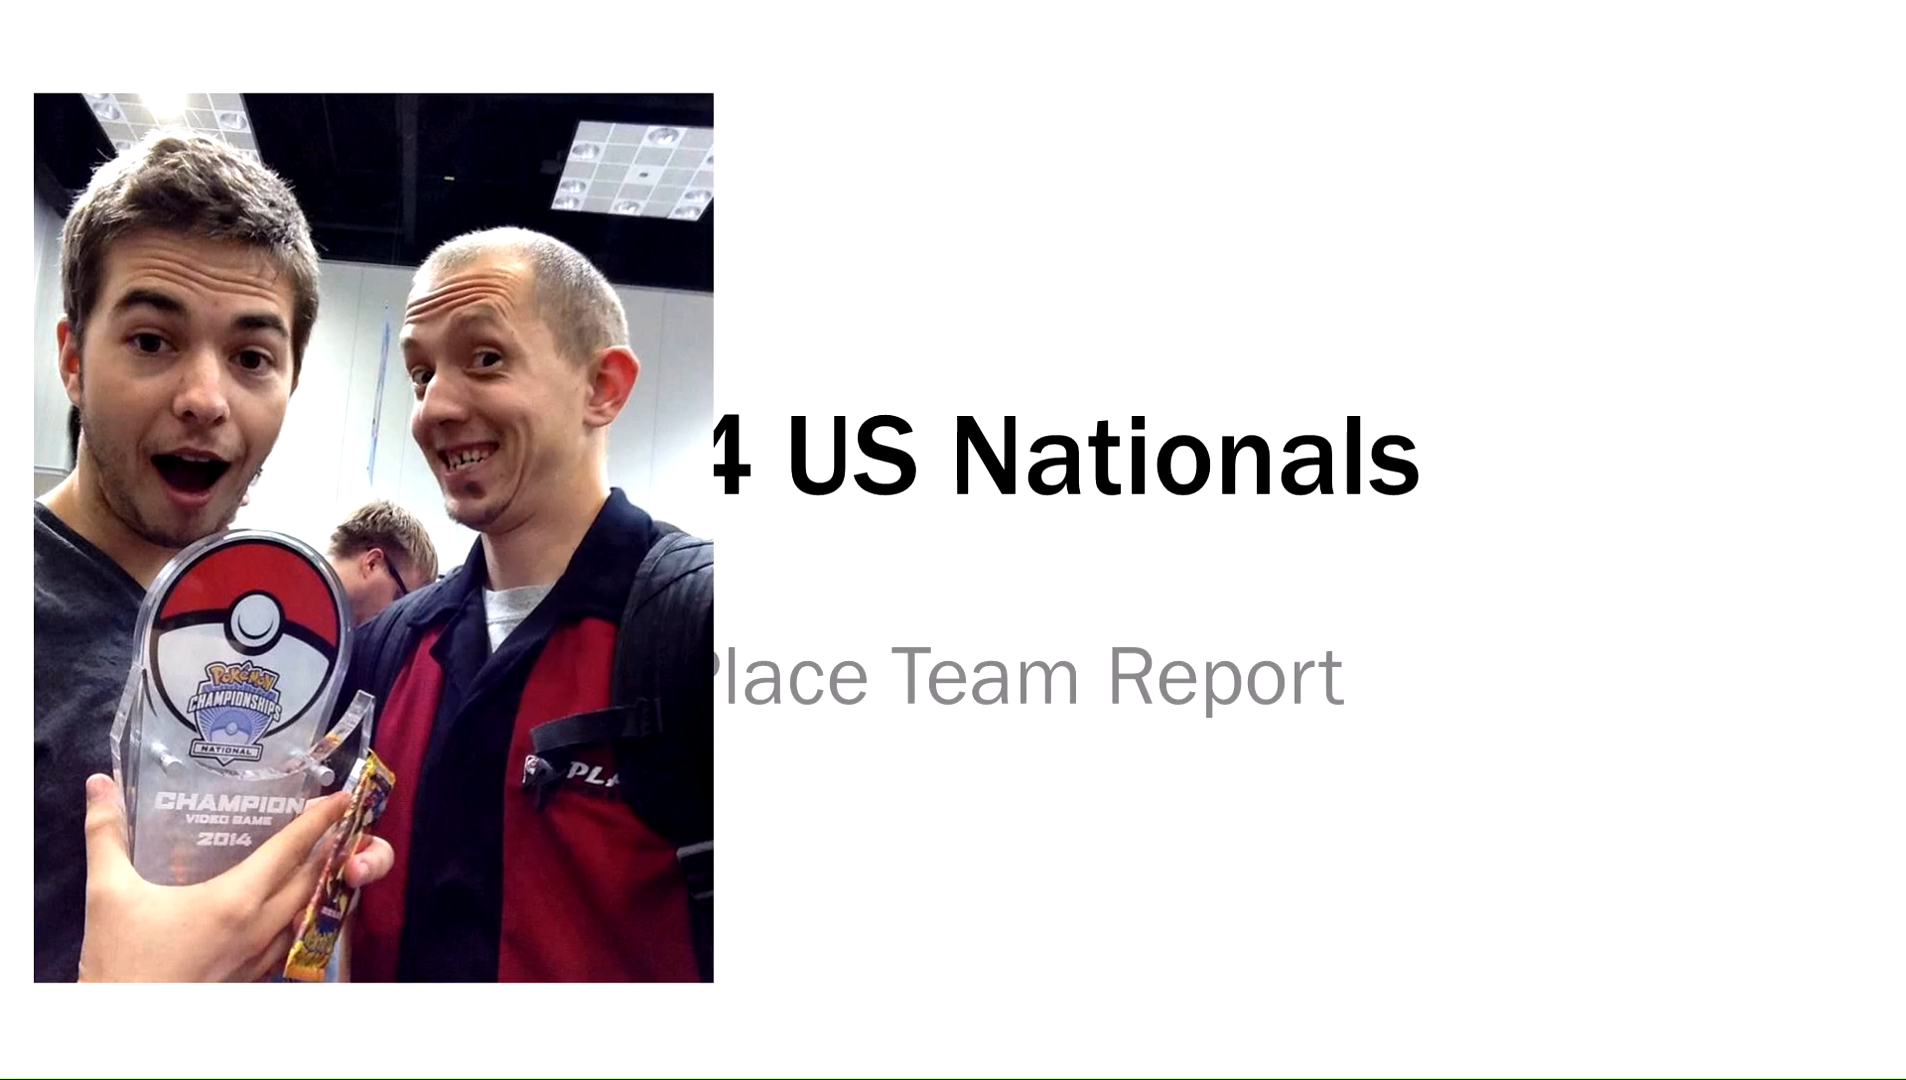 4 US Nationals
Place Team Report
Pokémon
CHAMPIONSHIPS
NATIONAL
CHAMPION
VIDEO GAME
2014
PLA